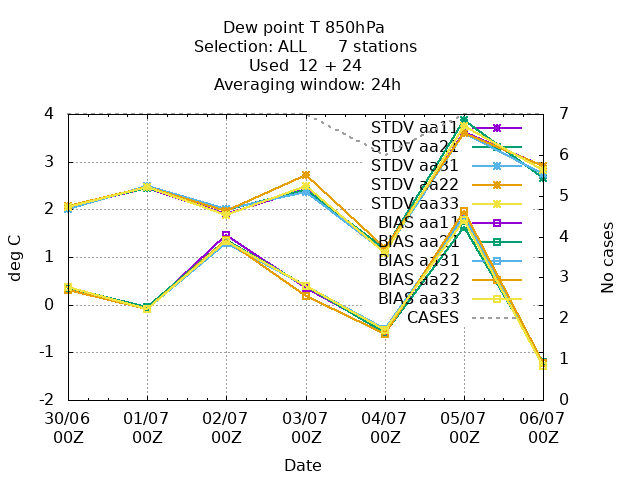 Dew point T 850hPa
Selection: ALL      7 stations
Used  12 + 24
Averaging window: 24h
4
3
2
1
0
-1
-2
deg C
7
6
5
4
3
2
1
0
No cases
STDV aa11
STDV aa21
STDV aa31
STDV aa22
STDV aa33
BIAS aa11
BIAS aa21
BIAS aa31
BIAS aa22
BIAS aa33
CASES
30/06 01/07 02/07 03/07 04/07 05/07 06/07
00Z 00Z 00Z 00Z 00Z 00Z 00Z
Date